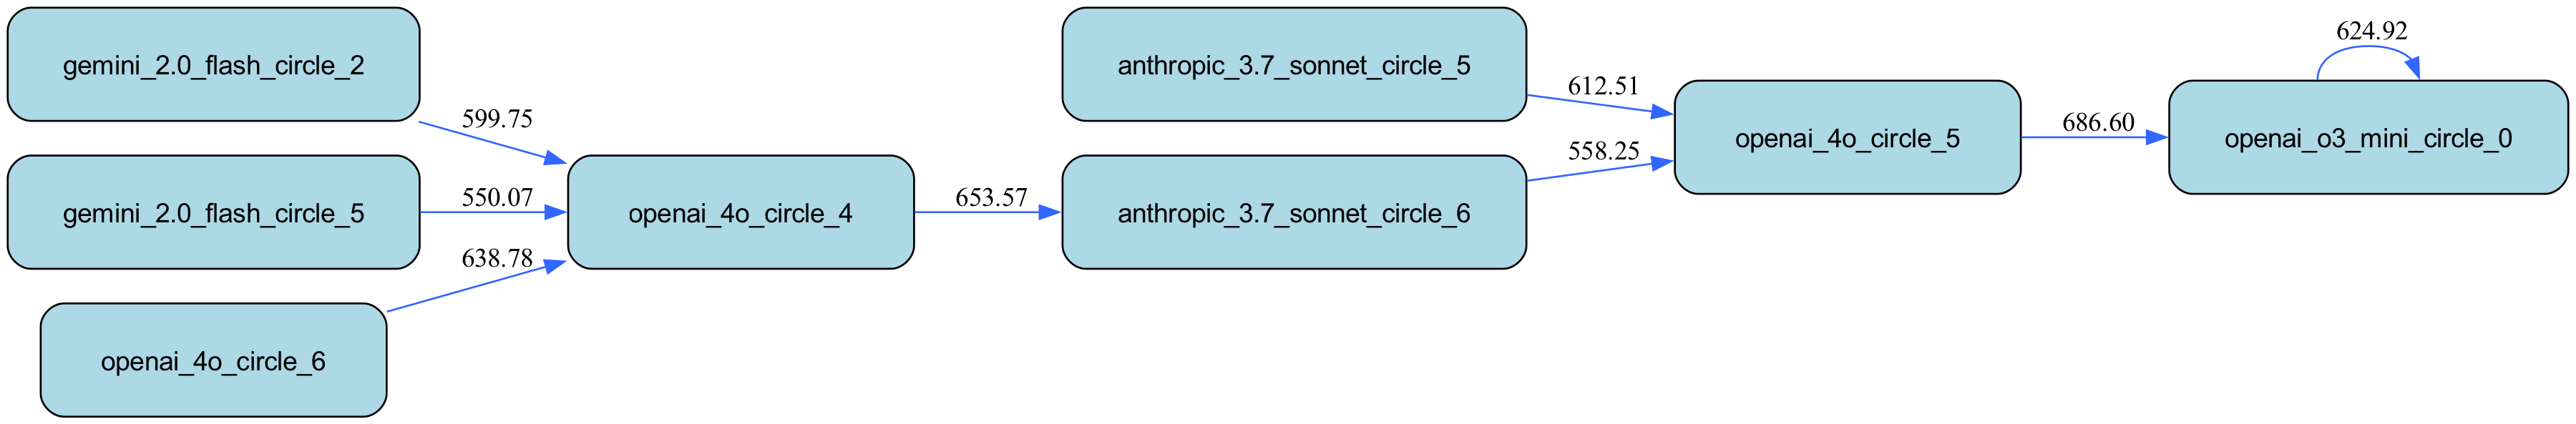 gemini_2.0_flash_circle_2
gemini_2.0_flash_circle_5
openai_4o_circle_6
599.75
550.07
638.78
openai_4o_circle_4
653.57
anthropic_3.7_sonnet_circle_5
anthropic_3.7_sonnet_circle_6
612.51
558.25
openai_4o_circle_5
686.60
624.92
openai_o3_mini_circle_0